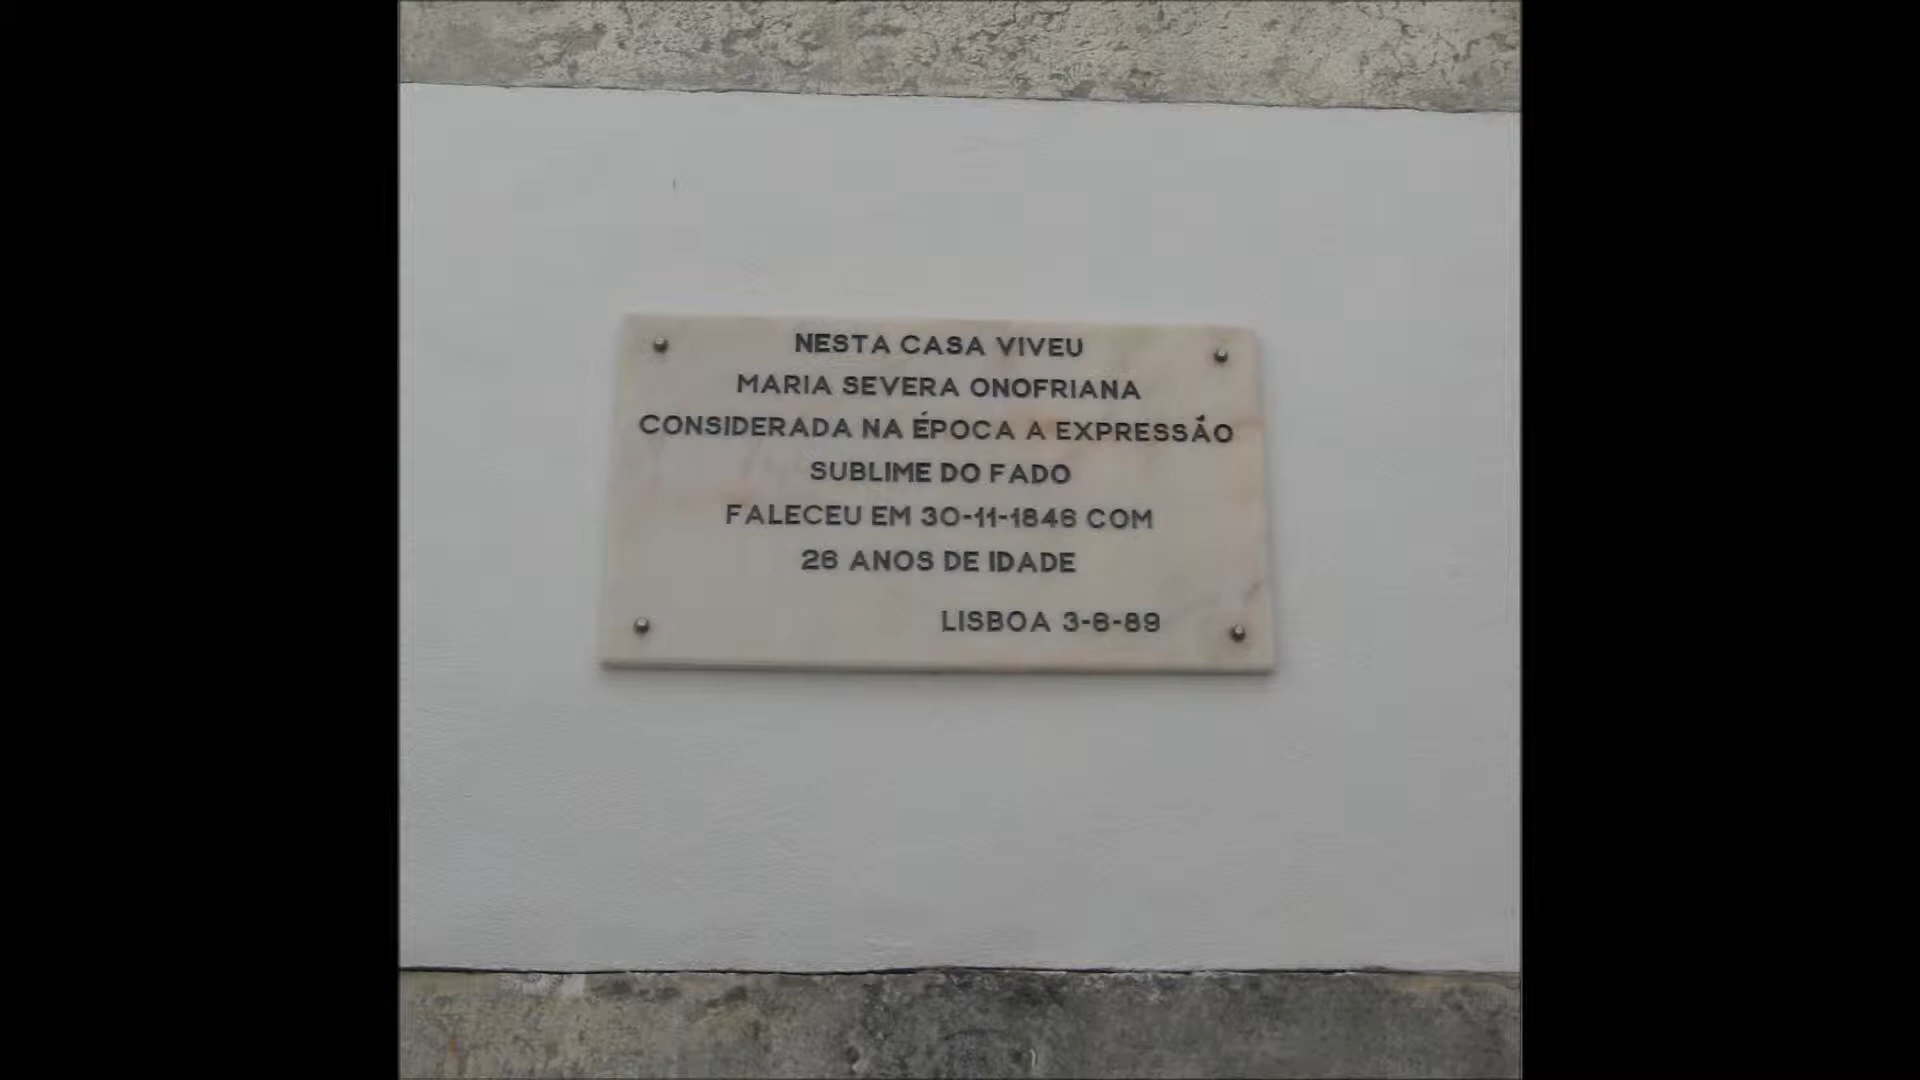 NESTA CASA VIVEU
MARIA SEVERA ONOFRIANA
CONSIDERADA NA ÉPOCA A EXPRESSÃO
SUBLIME DO FADO
FALECEU EM 30-11-1846 COM
26 ANOS DE IDADE
LISBOA 3-6-89